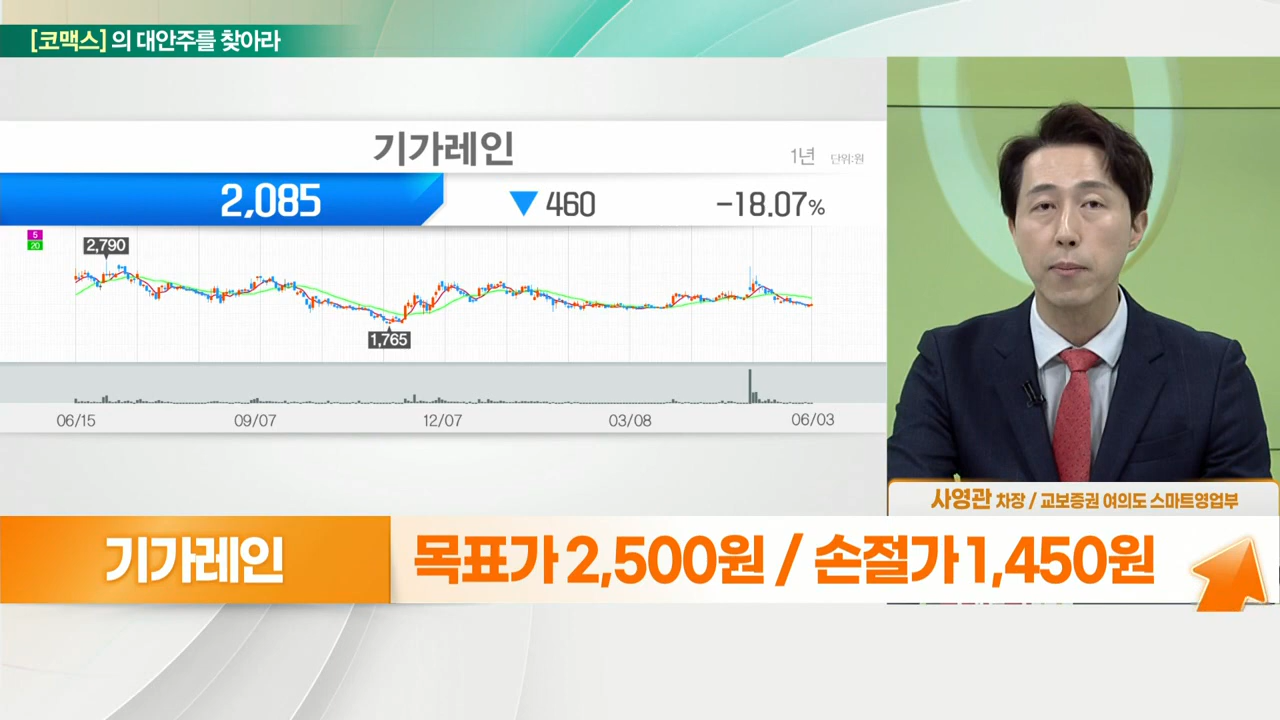 [코맥스] 의 대안주를 찾아라
기가레인
1년 단위:원
2,085 ▼ 460 -18.07%
5
20
2,790
1,765
06/15 09/07 12/07 03/08 06/03
사영관 차장 / 교보증권 여의도 스마트영업부
기가레인 목표가 2,500원 / 손절가 1,450원